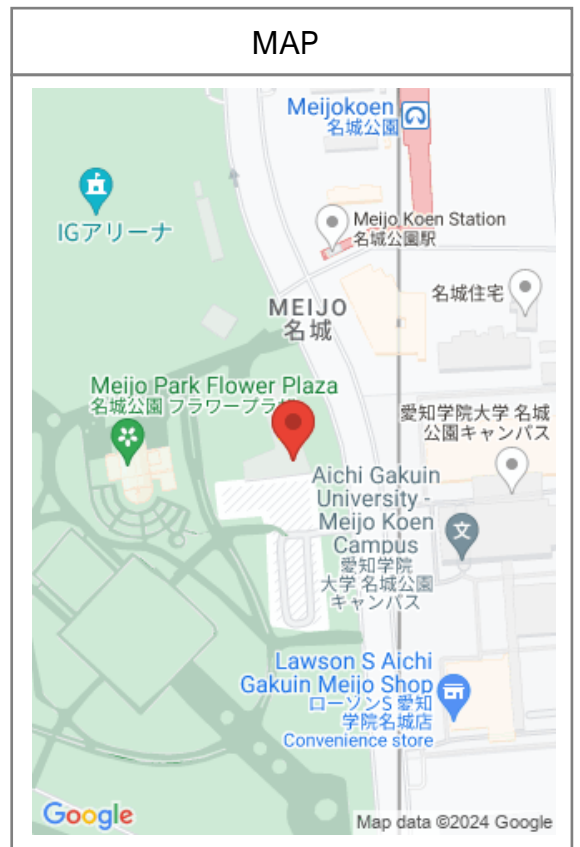 MAP
Meijokoen
名城公園
IGアリーナ
Meijo Koen Station
名城公園駅
名城住宅
MEIJO
名城
Meijo Park Flower Plaza
名城公園 フラワープラ
愛知学院大学 名城
公園キャンパス
Aichi Gakuin
University -
Meijo Koen
Campus
愛知学院
大学 名城公園
キャンパス
文
Lawson S Aichi
Gakuin Meijo Shop
ローソンS 愛知
学院名城店
Convenience store
Google
Map data ©2024 Google